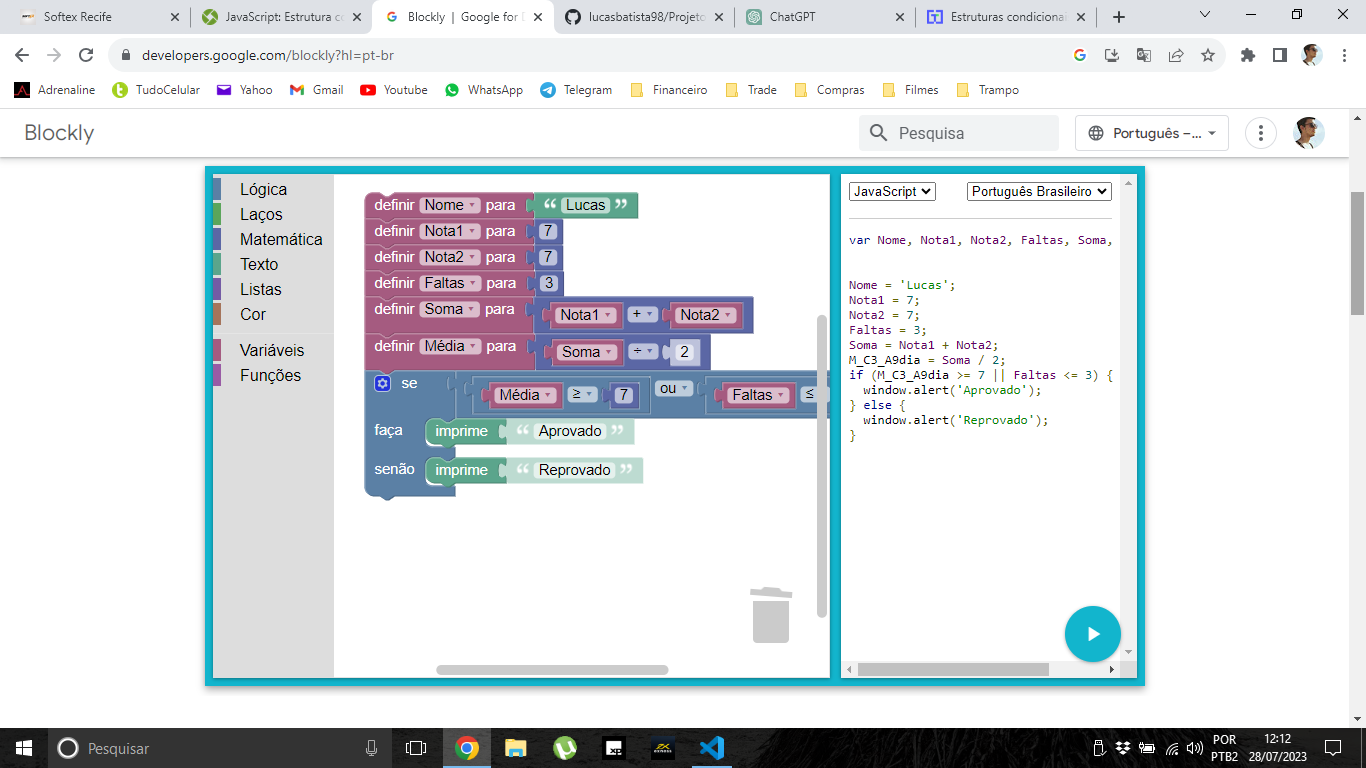 Softex Recife
JavaScript: Estrutura c
Blockly | Google for D
lucasbatista98/Projeto
ChatGPT
Estruturas condicionai
developers.google.com/blockly?hl=pt-br
Adrenaline
TudoCelular
Yahoo
Gmail
Youtube
WhatsApp
Telegram
Financeiro
Trade
Compras
Filmes
Trampo
Blockly
Pesquisa
Português –...
Lógica
Laços
Matemática
Texto
Listas
Cor
Variáveis
Funções
definir Nome para “ Lucas ”
definir Nota1 para 7
definir Nota2 para 7
definir Faltas para 3
definir Soma para Nota1 + Nota2
definir Média para Soma ÷ 2
se Média ≥ 7 ou Faltas ≤
faça imprime “ Aprovado ”
senão imprime “ Reprovado ”
JavaScript
Português Brasileiro
var Nome, Nota1, Nota2, Faltas, Soma,
Nome = 'Lucas';
Nota1 = 7;
Nota2 = 7;
Faltas = 3;
Soma = Nota1 + Nota2;
M_C3_A9dia = Soma / 2;
if (M_C3_A9dia >= 7 || Faltas <= 3) {
window.alert('Aprovado');
} else {
window.alert('Reprovado');
}
Pesquisar
xp
POR
PTB2
12:12
28/07/2023